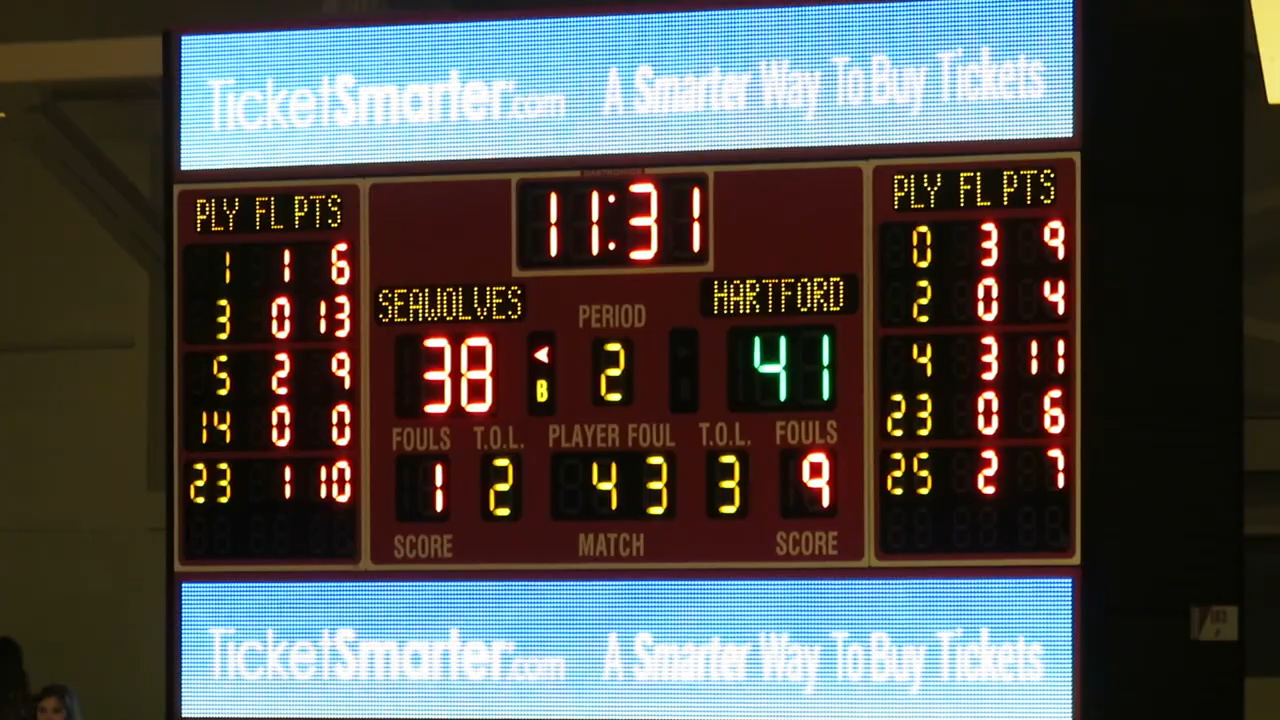 TicketSmarter.com A Smarter Way To Buy Tickets
DAKTRONICS
11:31
PLY FL PTS
1 1 6
3 0 13
5 2 9
14 0 0
23 1 10
SEAWOLVES PERIOD HARTFORD
38 B 2 41
FOULS T.O.L. PLAYER FOUL T.O.L. FOULS
1 2 4 3 3 9
SCORE MATCH SCORE
PLY FL PTS
0 3 9
2 0 4
4 3 11
23 0 6
25 2 7
TicketSmarter.com A Smarter Way To Buy Tickets